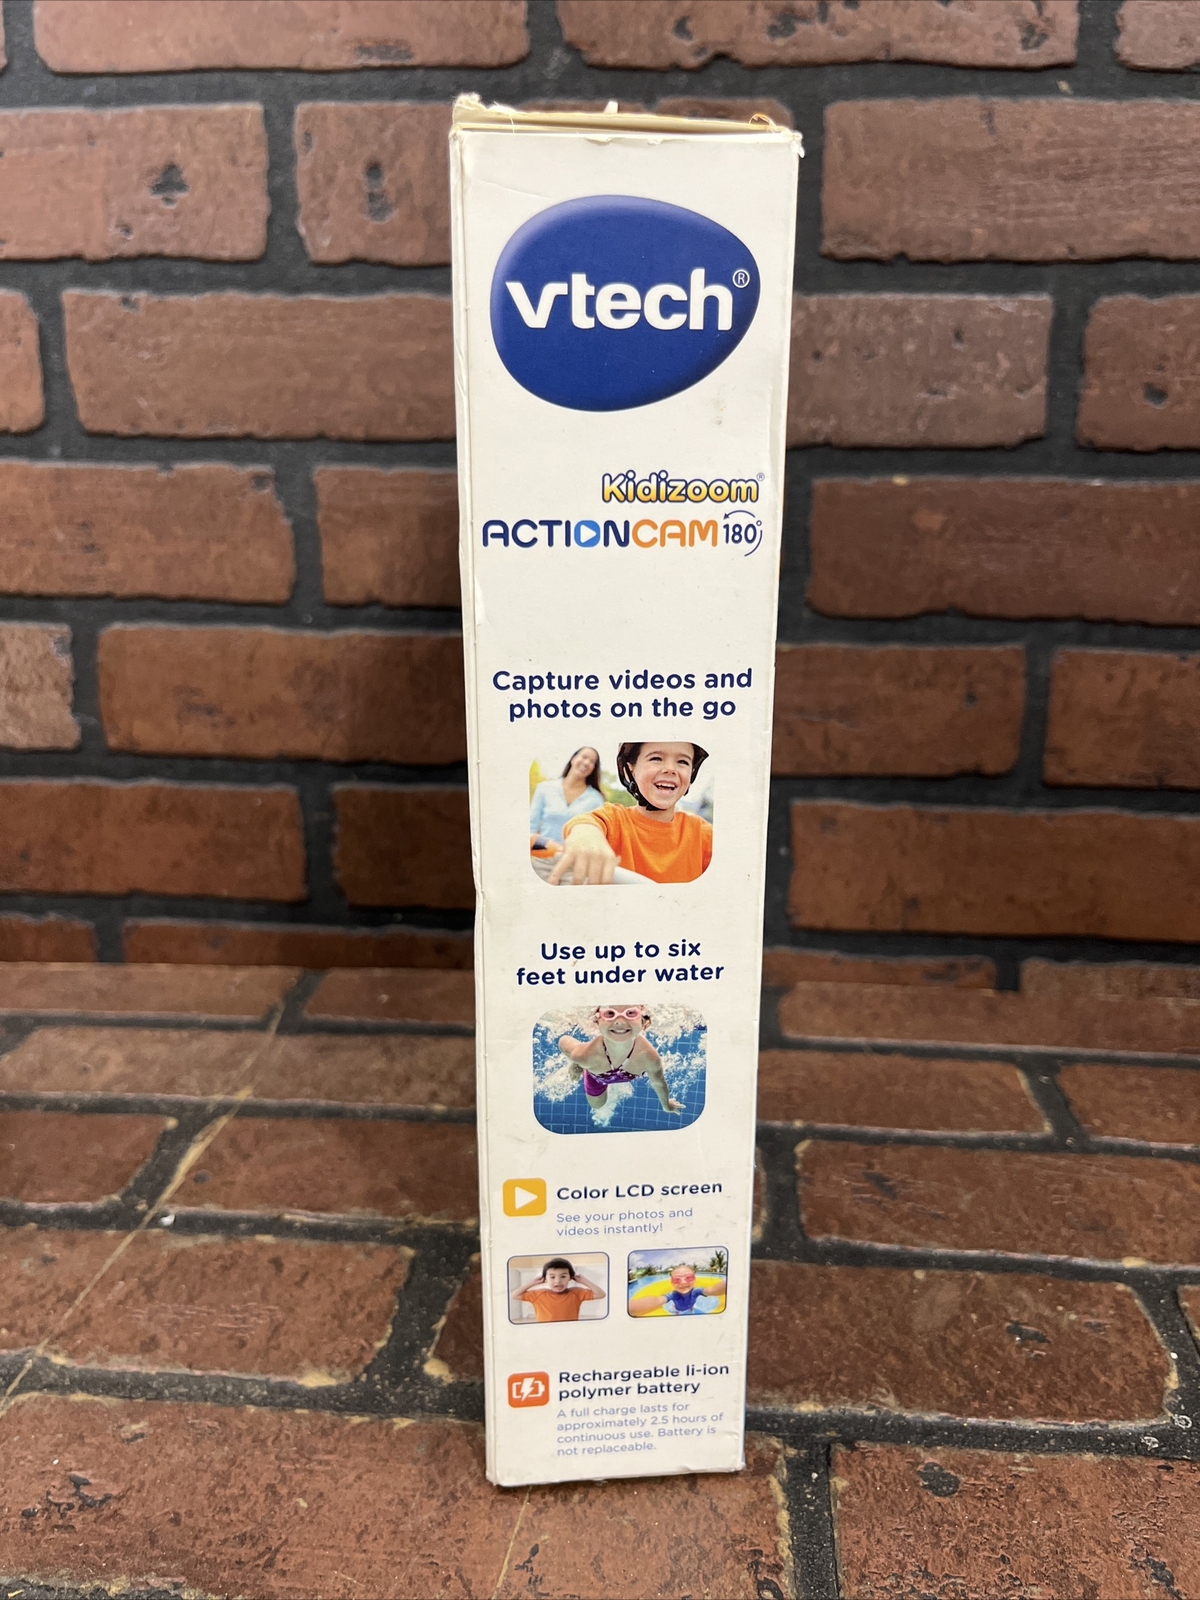 vtech®
Kidizoom®
ACTIONCAM 180°
Capture videos and
photos on the go
Use up to six
feet under water
Color LCD screen
See your photos and
videos instantly!
Rechargeable li-ion
polymer battery
A full charge lasts for
approximately 2.5 hours of
continuous use. Battery is
not replaceable.